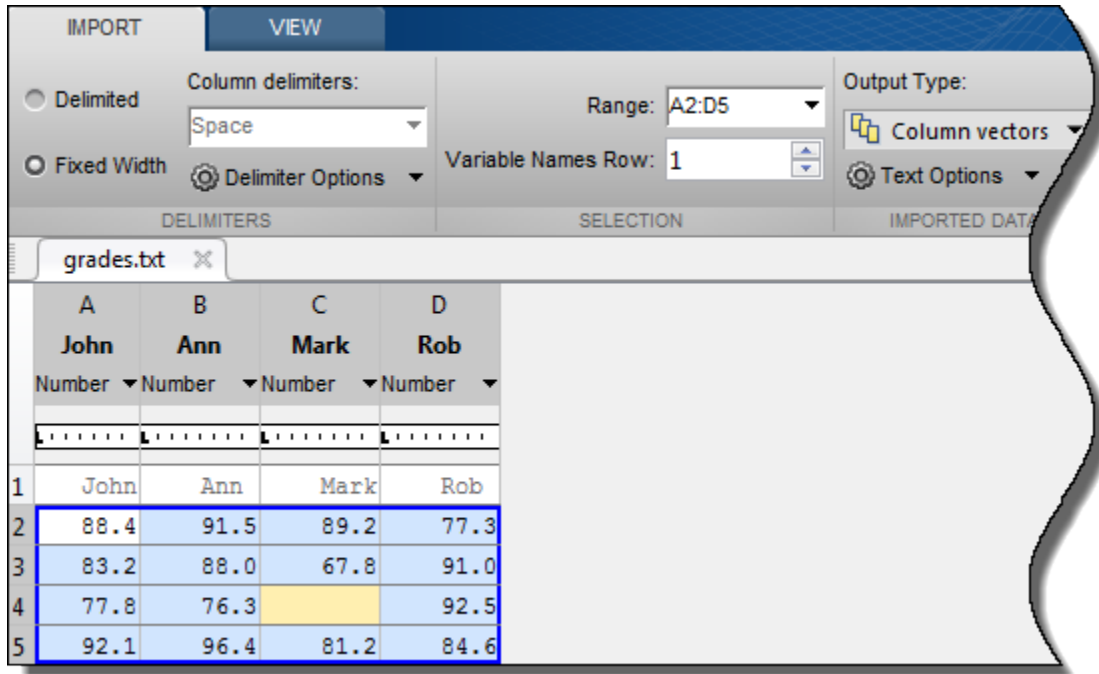 IMPORT VIEW
Delimited Column delimiters: Range: A2:D5 Output Type:
Space Column vectors
Fixed Width Delimiter Options Variable Names Row: 1 Text Options
DELIMITERS SELECTION IMPORTED DATA
grades.txt
A B C D
John Ann Mark Rob
Number Number Number Number
1 John Ann Mark Rob
2 88.4 91.5 89.2 77.3
3 83.2 88.0 67.8 91.0
4 77.8 76.3 92.5
5 92.1 96.4 81.2 84.6